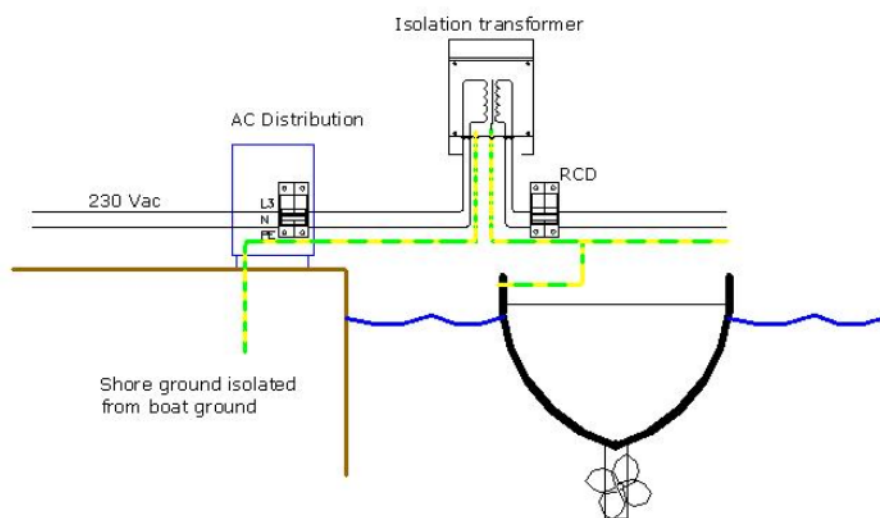 Isolation transformer
AC Distribution
RCD
230 Vac
L3
N
PE
Shore ground isolated
from boat ground